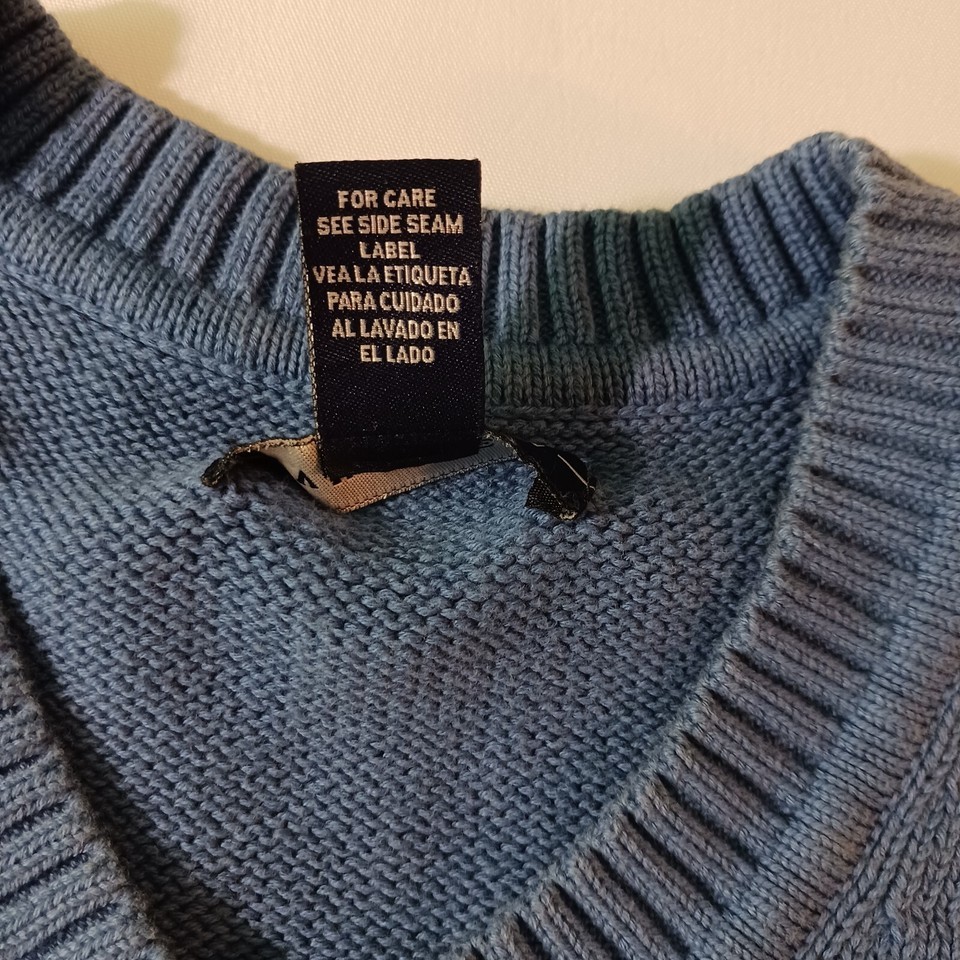 FOR CARE
SEE SIDE SEAM
LABEL
VEA LA ETIQUETA
PARA CUIDADO
AL LAVADO EN
EL LADO